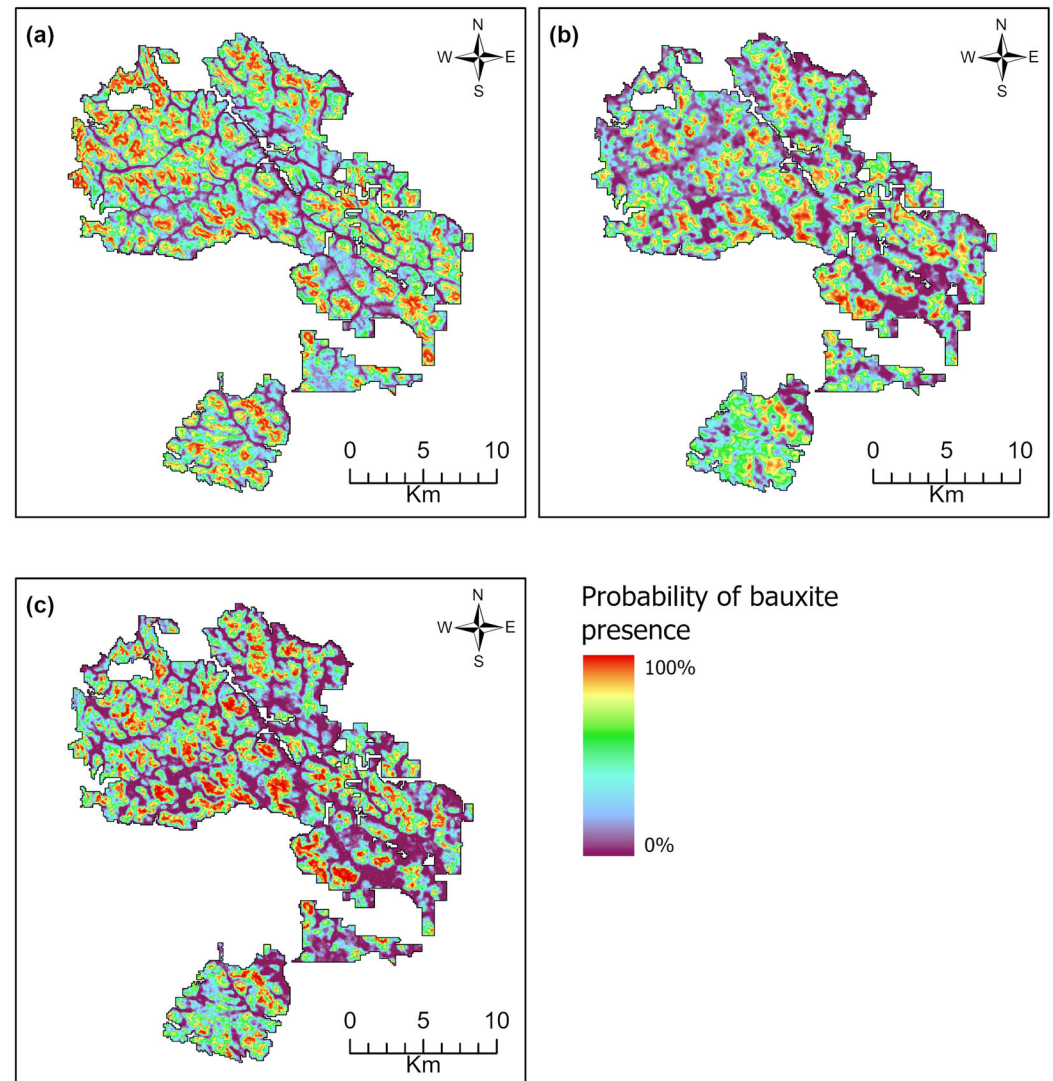 (a)
N
W E
S
0 5 10
Km
(b)
N
W E
S
0 5 10
Km
(c)
N
W E
S
0 5 10
Km
Probability of bauxite
presence
100%
0%